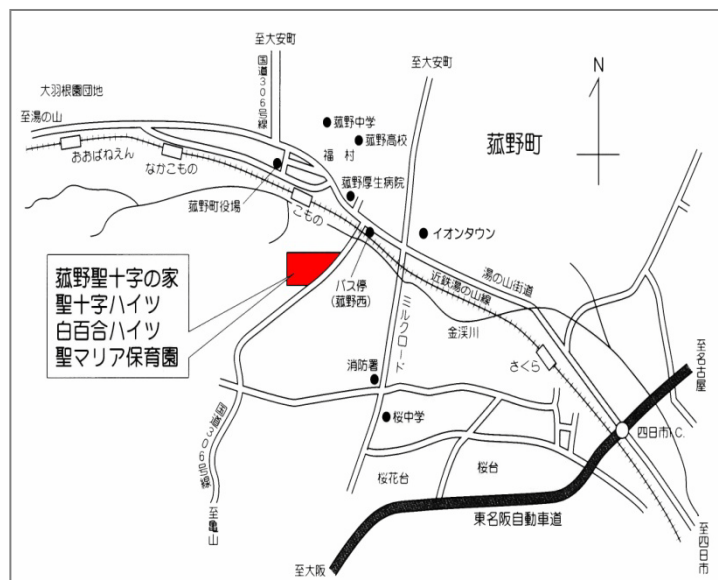 至大安町
国道306号線
至大安町
N
大羽根園団地
至湯の山
菰野中学
菰野高校
福村
菰野町
おおばねえん
なかこもの
菰野町役場
菰野厚生病院
こもの
イオンタウン
バス停
(菰野西)
湯の山街道
近鉄湯の山線
金渓川
ミルクロード
菰野聖十字の家
聖十字ハイツ
白百合ハイツ
聖マリア保育園
さくら
至名古屋
消防署
桜中学
四日市I.C.
国道306号線
至亀山
桜花台
桜台
東名阪自動車道
至大阪
至四日市